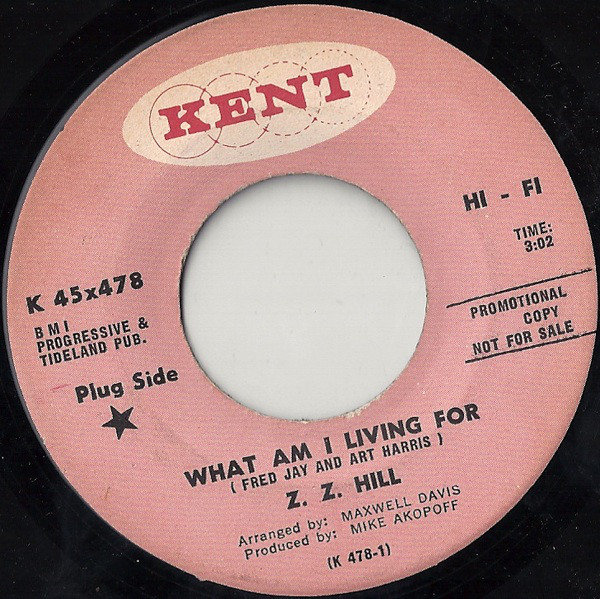 KENT
HI - FI
TIME:
3:02
K 45x478
BMI
PROGRESSIVE &
TIDELAND PUB.
PROMOTIONAL
COPY
NOT FOR SALE
Plug Side
WHAT AM I LIVING FOR
( FRED JAY AND ART HARRIS )
Z. Z. HILL
Arranged by: MAXWELL DAVIS
Produced by: MIKE AKOPOFF
(K 478-1)